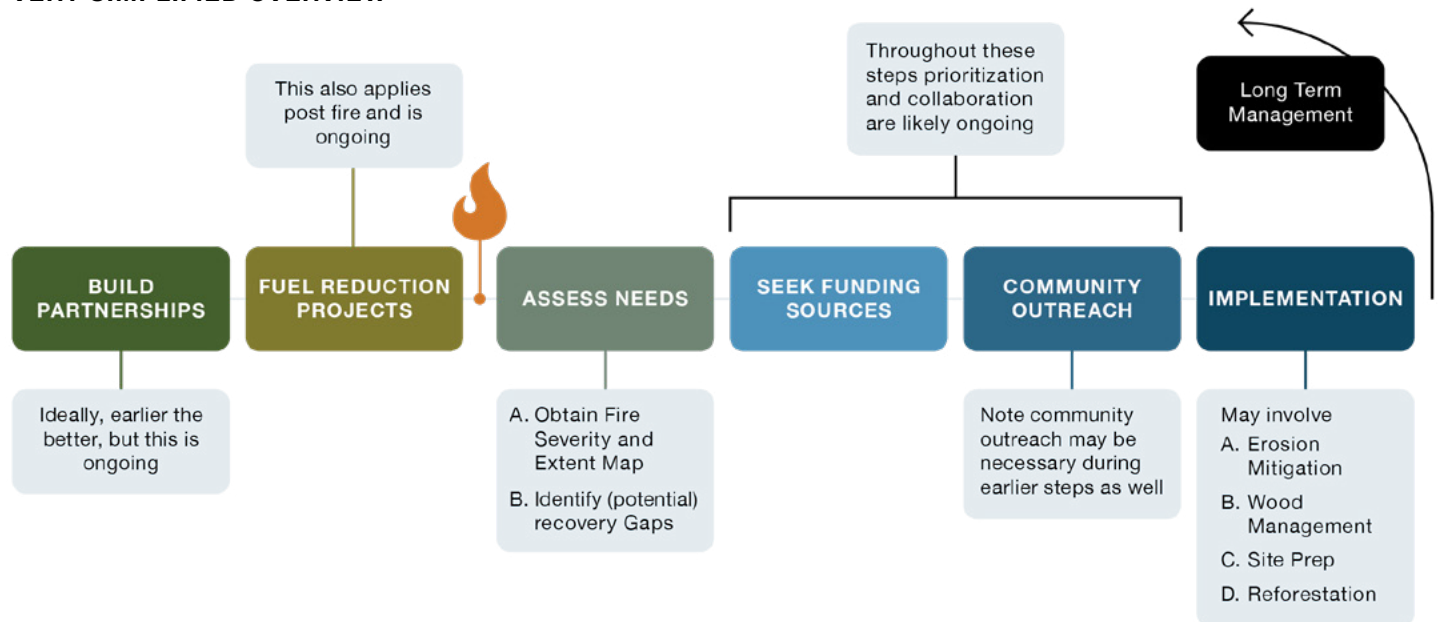 VERY SIMPLIFIED OVERVIEW
This also applies
post fire and is
ongoing
Throughout these
steps prioritization
and collaboration
are likely ongoing
Long Term
Management
BUILD
PARTNERSHIPS
FUEL REDUCTION
PROJECTS
ASSESS NEEDS
SEEK FUNDING
SOURCES
COMMUNITY
OUTREACH
IMPLEMENTATION
Ideally, earlier the
better, but this is
ongoing
A. Obtain Fire
Severity and
Extent Map
B. Identify (potential)
recovery Gaps
Note community
outreach may be
necessary during
earlier steps as well
May involve
A. Erosion
Mitigation
B. Wood
Management
C. Site Prep
D. Reforestation